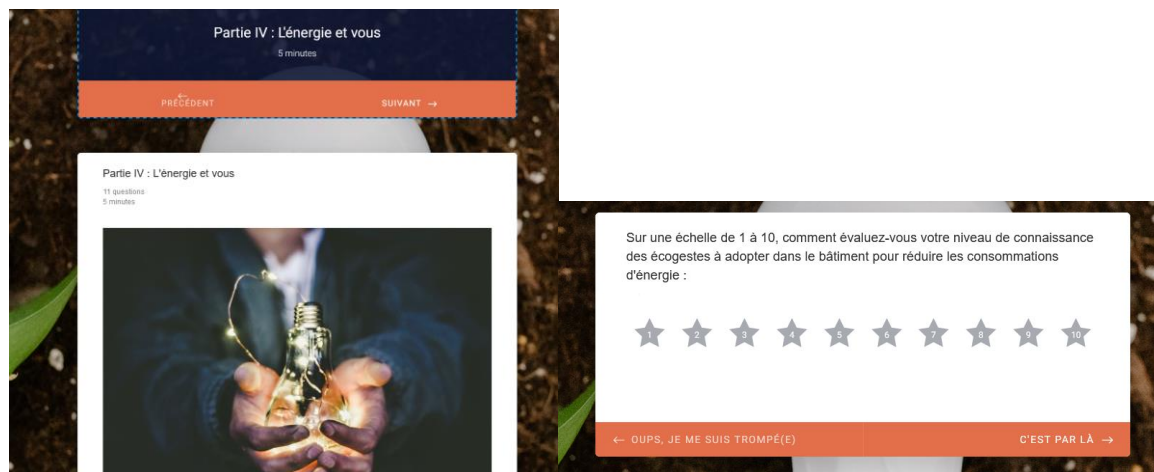 Partie IV : L'énergie et vous
5 minutes
← PRÉCÉDENT
SUIVANT →
Partie IV : L'énergie et vous
11 questions
5 minutes
Sur une échelle de 1 à 10, comment évaluez-vous votre niveau de connaissance
des écogestes à adopter dans le bâtiment pour réduire les consommations
d'énergie :
1 2 3 4 5 6 7 8 9 10
← OUPS, JE ME SUIS TROMPÉ(E)
C'EST PAR LÀ →